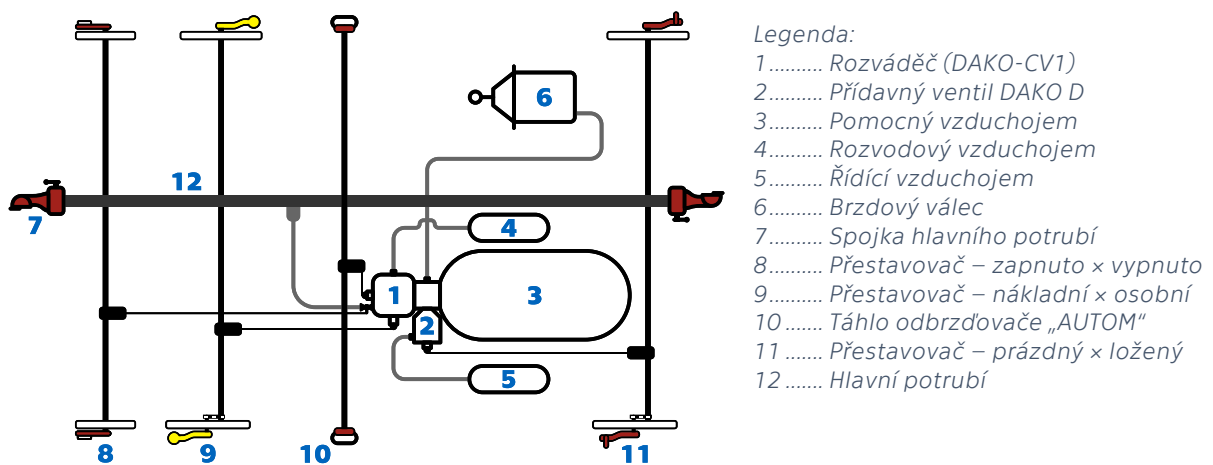 6
12
7
4
1
3
2
5
8
9
10
11
Legenda:
1.......... Rozváděč (DAKO-CV1)
2.......... Přídavný ventil DAKO D
3.......... Pomocný vzduchojem
4.......... Rozvodový vzduchojem
5.......... Řídící vzduchojem
6.......... Brzdový válec
7.......... Spojka hlavního potrubí
8.......... Přestavovač – zapnuto × vypnuto
9.......... Přestavovač – nákladní × osobní
10 ....... Táhlo odbrzďovače „AUTOM“
11 ....... Přestavovač – prázdný × ložený
12 ....... Hlavní potrubí